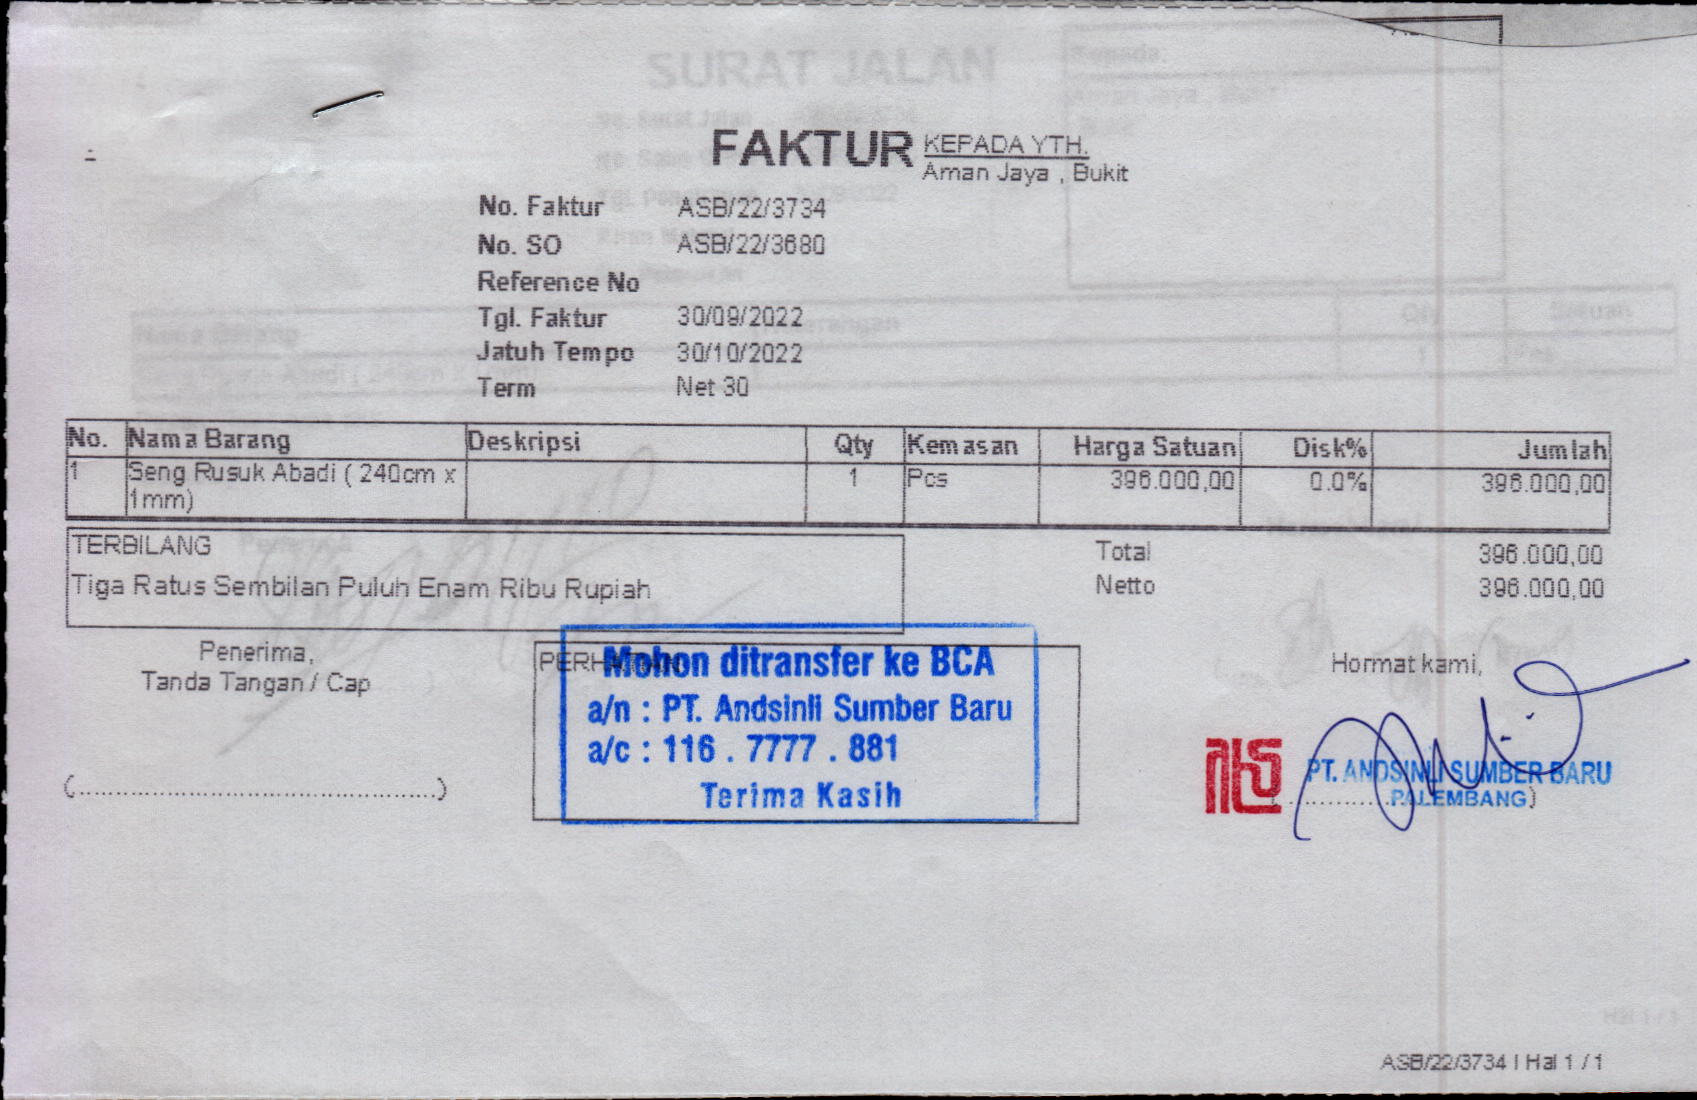 SURAT JALAN
FAKTUR KEPADA YTH.
Aman Jaya , Bukit
No. Faktur ASB/22/3734
No. SO ASB/22/3680
Reference No
Tgl. Faktur 30/09/2022
Jatuh Tempo 30/10/2022
Term Net 30
No. Nama Barang Deskripsi Qty Kemasan Harga Satuan Disk% Jumlah
1 Seng Rusuk Abadi ( 240cm x 1 Pcs 396.000,00 0.0% 396.000,00
1mm)
TERBILANG
Tiga Ratus Sembilan Puluh Enam Ribu Rupiah
Total 396.000,00
Netto 396.000,00
Penerima,
Tanda Tangan / Cap
(............................................)
Mohon ditransfer ke BCA
a/n : PT. Andsinli Sumber Baru
a/c : 116 . 7777 . 881
Terima Kasih
Hormat kami,
PT. ANDSINLI SUMBER BARU
PALEMBANG)
ASB/22/3734 | Hal 1 / 1